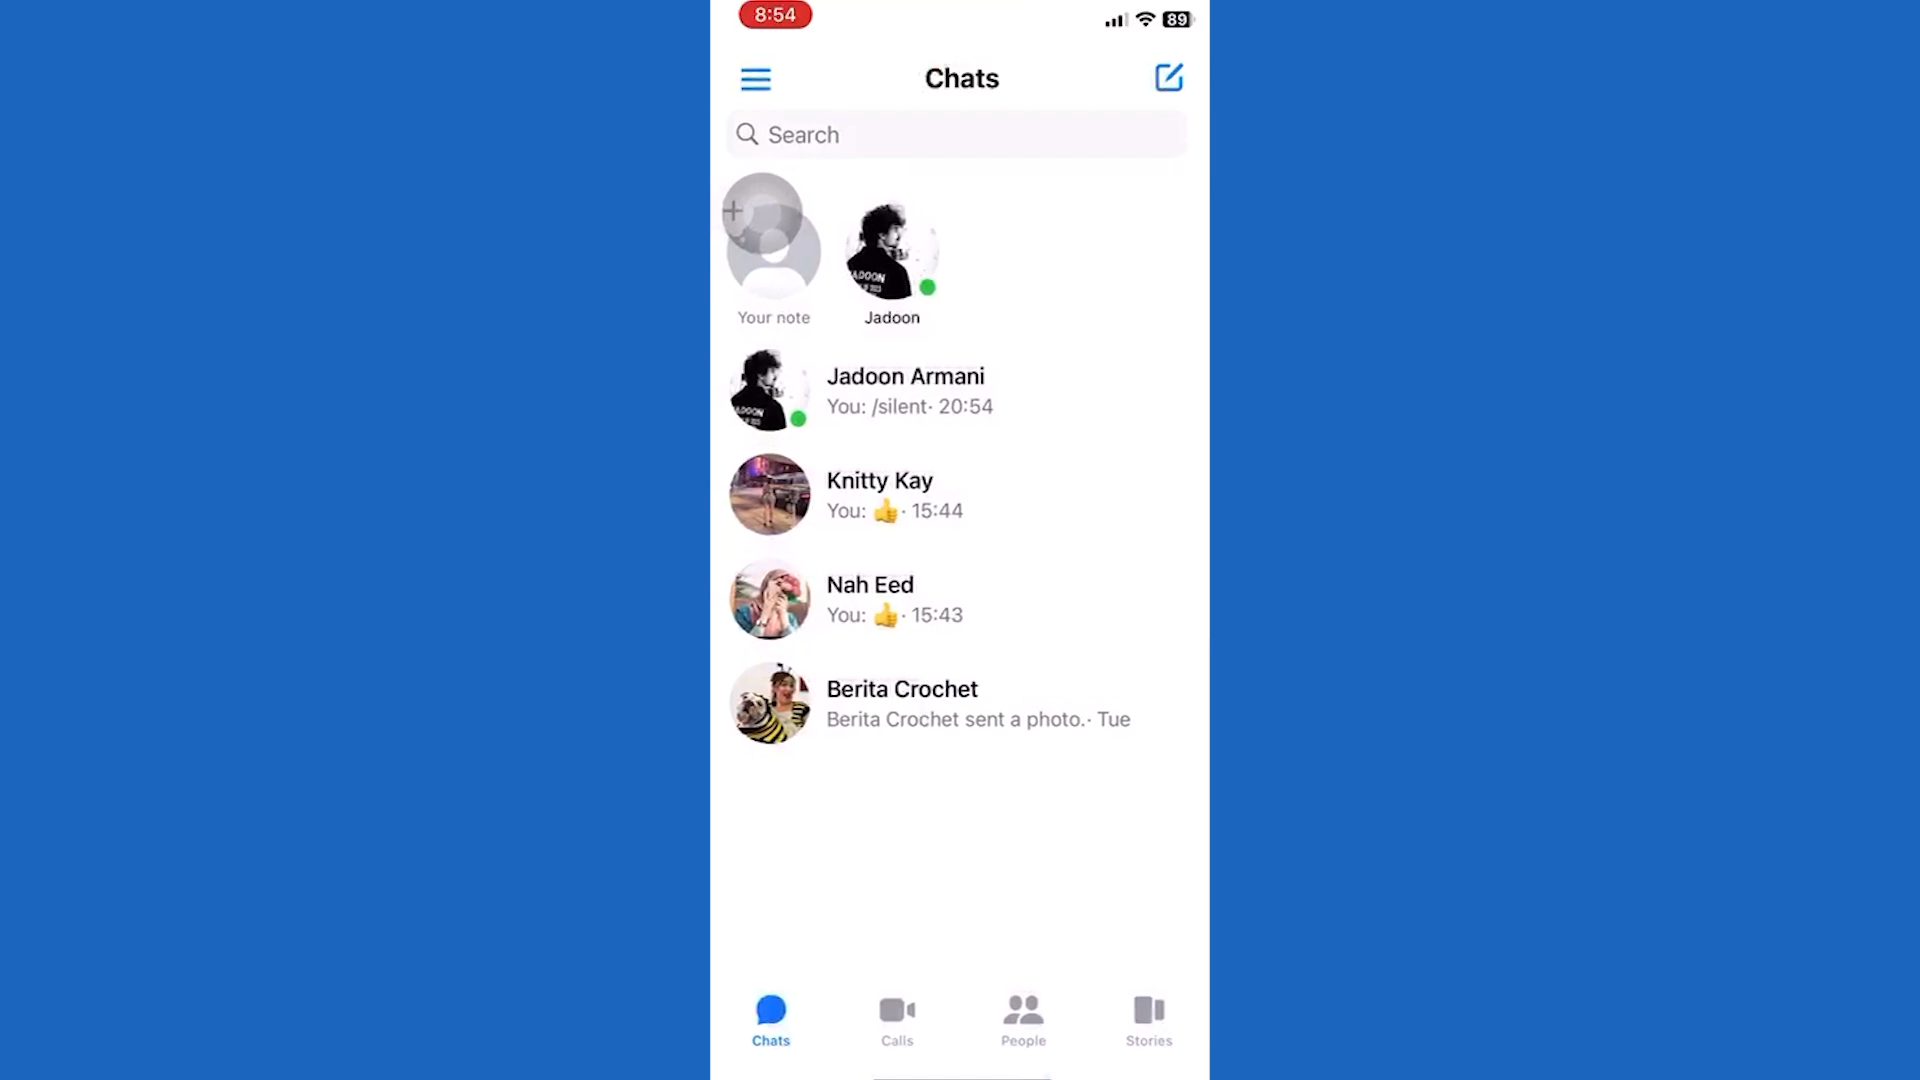 8:54
89
Chats
Search
+
JADOON
Your note
Jadoon
Jadoon Armani
You: /silent· 20:54
Knitty Kay
You: 👍· 15:44
Nah Eed
You: 👍· 15:43
Berita Crochet
Berita Crochet sent a photo.· Tue
Chats
Calls
People
Stories